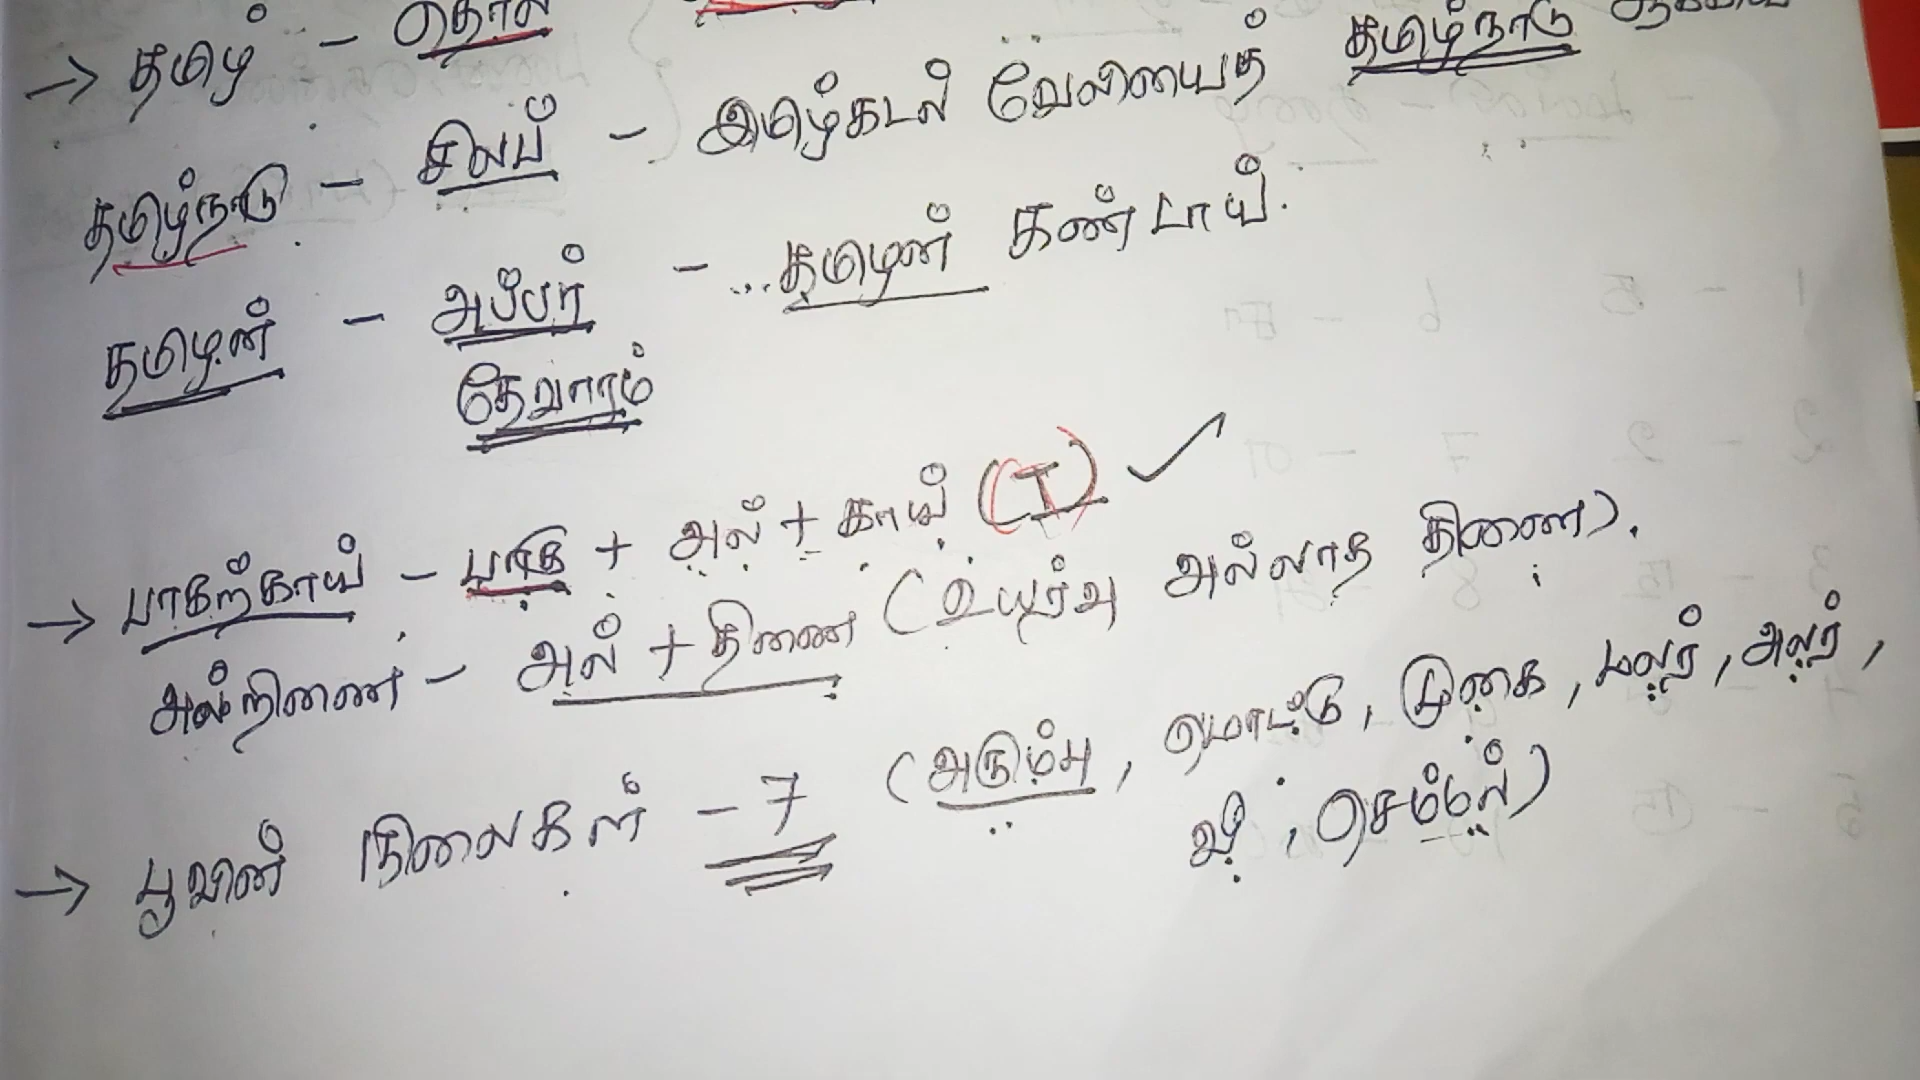 → தமிழ் - தொல்
தமிழ்நாடு - சிலப் - இமிழ்கடல் வேலியைத் தமிழ்நாடு
தமிழன் - அப்பர் - ... தமிழன் கண்டாய்.
தேவாரம்
→ பாகற்காய் - பாகு + அல் + காய் (I) ✓
அஃறிணை - அல் + திணை (உயர்வு அல்லாத திணை).
→ பூவின் நிலைகள் - 7 (அரும்பு, மொட்டு, முகை, மலர், அலர்,
வீ, செம்மல்)